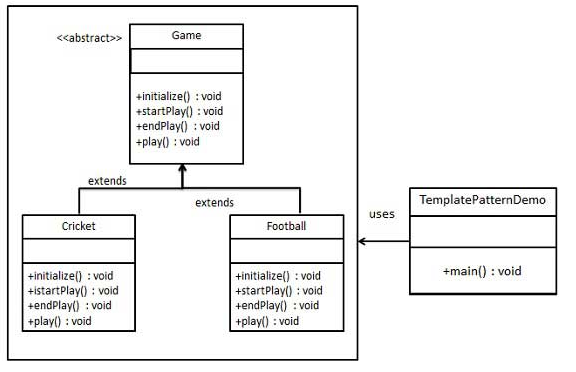 Game
<<abstract>>
+initialize() : void
+startPlay() : void
+endPlay() : void
+play() : void
extends
extends
Cricket
+initialize() : void
+istartPlay() : void
+endPlay() : void
+play() : void
Football
+initialize() : void
+startPlay() : void
+endPlay() : void
+play() : void
uses
TemplatePatternDemo
+main() : void